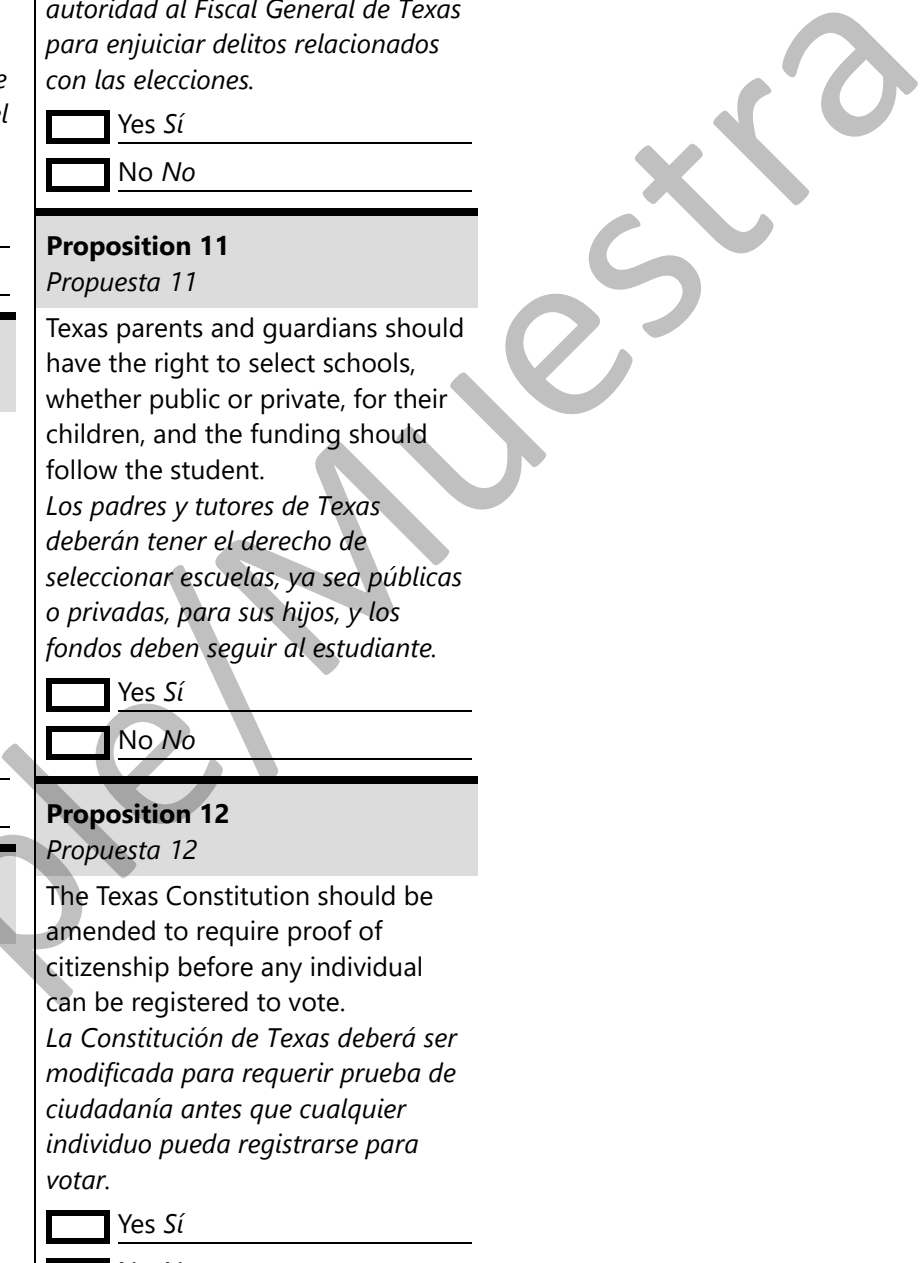 e
el
autoridad al Fiscal General de Texas
para enjuiciar delitos relacionados
con las elecciones.
Yes Sí
No No
Proposition 11
Propuesta 11
Texas parents and guardians should
have the right to select schools,
whether public or private, for their
children, and the funding should
follow the student.
Los padres y tutores de Texas
deberán tener el derecho de
seleccionar escuelas, ya sea públicas
o privadas, para sus hijos, y los
fondos deben seguir al estudiante.
Yes Sí
No No
Proposition 12
Propuesta 12
The Texas Constitution should be
amended to require proof of
citizenship before any individual
can be registered to vote.
La Constitución de Texas deberá ser
modificada para requerir prueba de
ciudadanía antes que cualquier
individuo pueda registrarse para
votar.
Yes Sí
No No
ple/Muestra